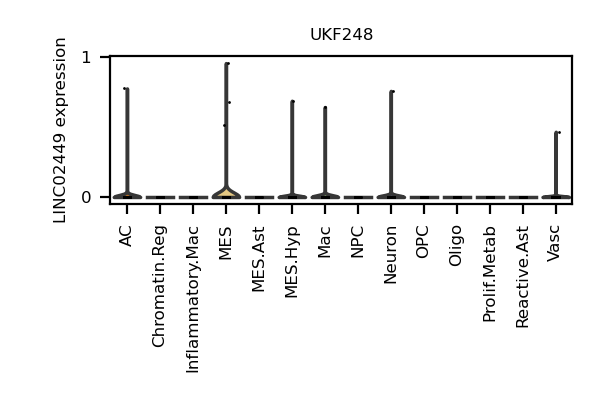 UKF248
LINC02449 expression
1
0
AC
Chromatin.Reg
Inflammatory.Mac
MES
MES.Ast
MES.Hyp
Mac
NPC
Neuron
OPC
Oligo
Prolif.Metab
Reactive.Ast
Vasc